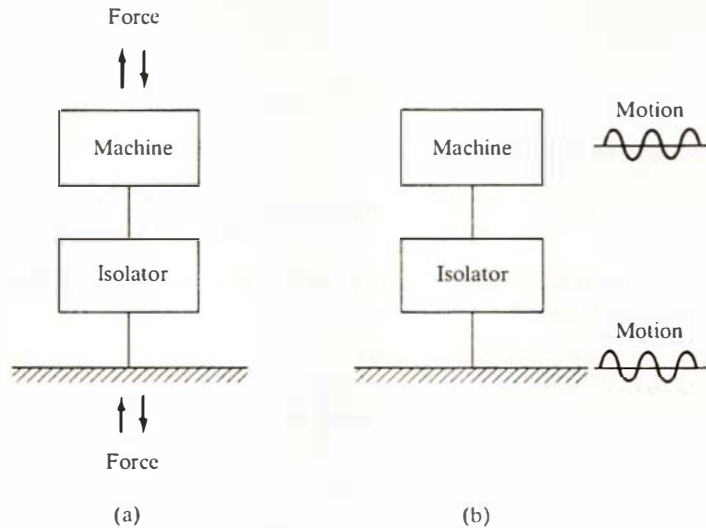 Force
Machine
Isolator
Force
(a)
Motion
Machine
Isolator
Motion
(b)